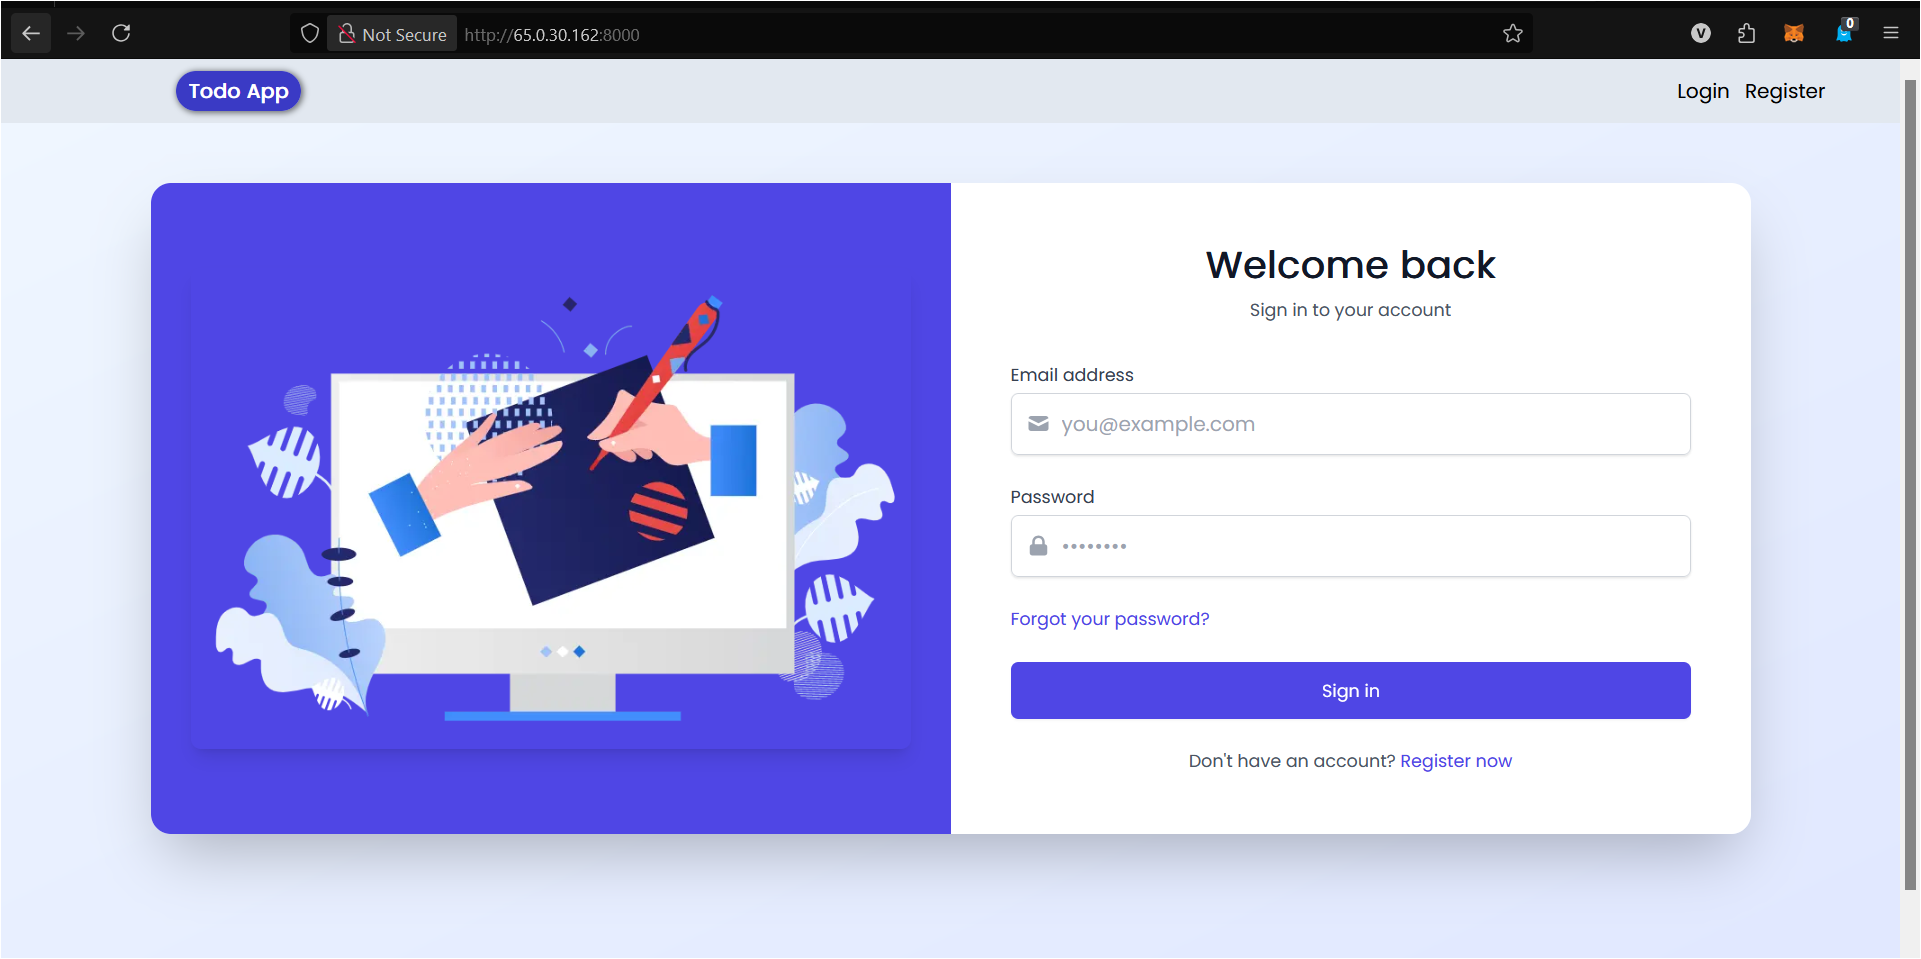 Not Secure http://65.0.30.162:8000
V
0
Todo App
Login Register
Welcome back
Sign in to your account
Email address
you@example.com
Password
••••••••
Forgot your password?
Sign in
Don't have an account? Register now